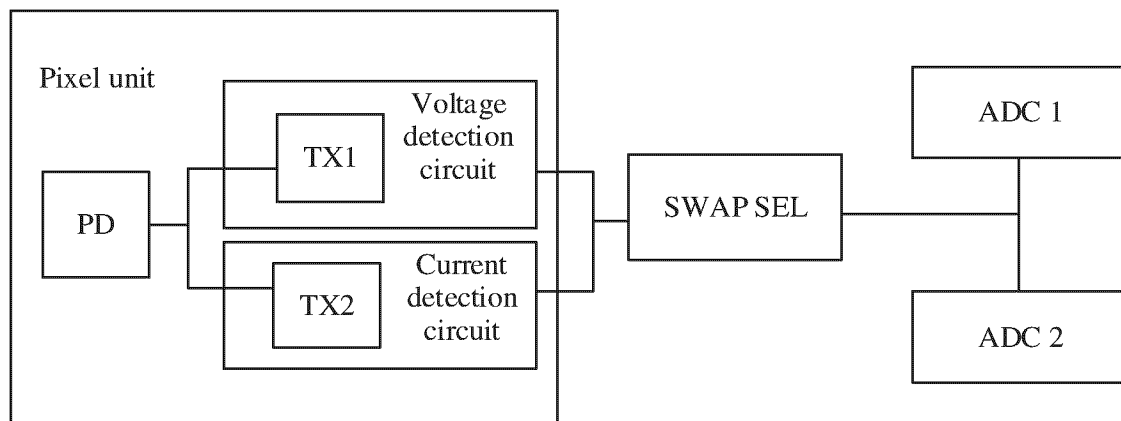 Pixel unit
PD
TX1
Voltage
detection
circuit
TX2
Current
detection
circuit
SWAP SEL
ADC 1
ADC 2